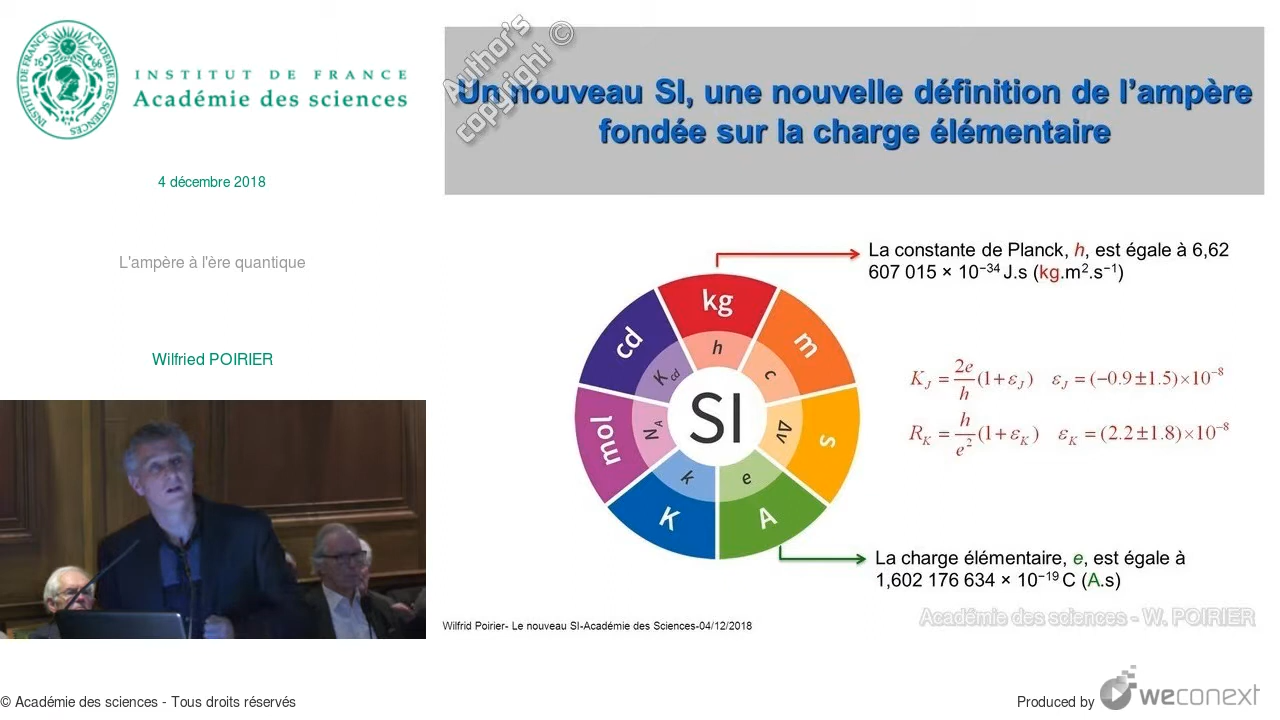 INSTITUT DE FRANCE
Académie des sciences
4 décembre 2018
L'ampère à l'ère quantique
Wilfried POIRIER
Author's
copyright ©
Un nouveau SI, une nouvelle définition de l'ampère
fondée sur la charge élémentaire
La constante de Planck, h, est égale à 6,62
607 015 × 10⁻³⁴ J.s (kg.m².s⁻¹)
kg
m
s
A
K
mol
cd
h
c
Δν
e
k
N_A
K_cd
SI
K_J = 2e/h (1+ε_J) ε_J = (−0.9±1.5)×10⁻⁸
R_K = h/e² (1+ε_K) ε_K = (2.2±1.8)×10⁻⁸
La charge élémentaire, e, est égale à
1,602 176 634 × 10⁻¹⁹ C (A.s)
Académie des sciences - W. POIRIER
Wilfrid Poirier- Le nouveau SI-Académie des Sciences-04/12/2018
© Académie des sciences - Tous droits réservés
Produced by weconext